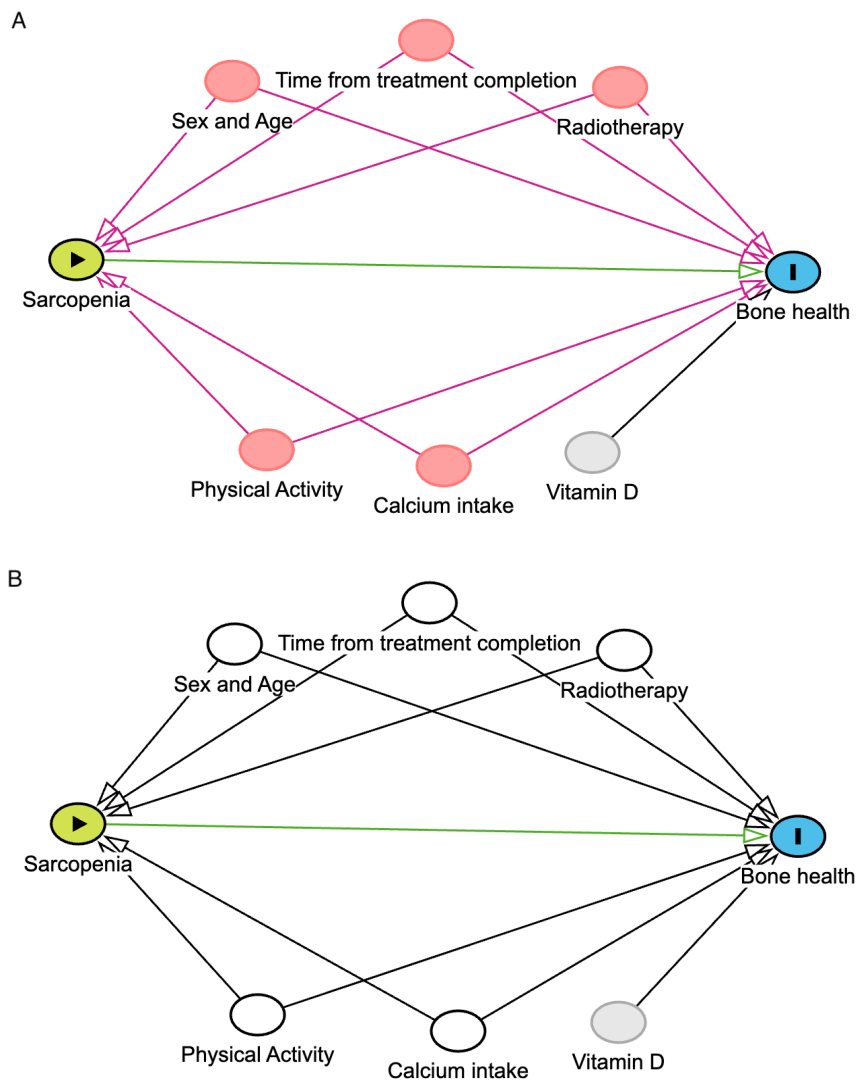 A
Time from treatment completion
Sex and Age
Radiotherapy
Sarcopenia
Bone health
Physical Activity
Calcium intake
Vitamin D
B
Time from treatment completion
Sex and Age
Radiotherapy
Sarcopenia
Bone health
Physical Activity
Calcium intake
Vitamin D